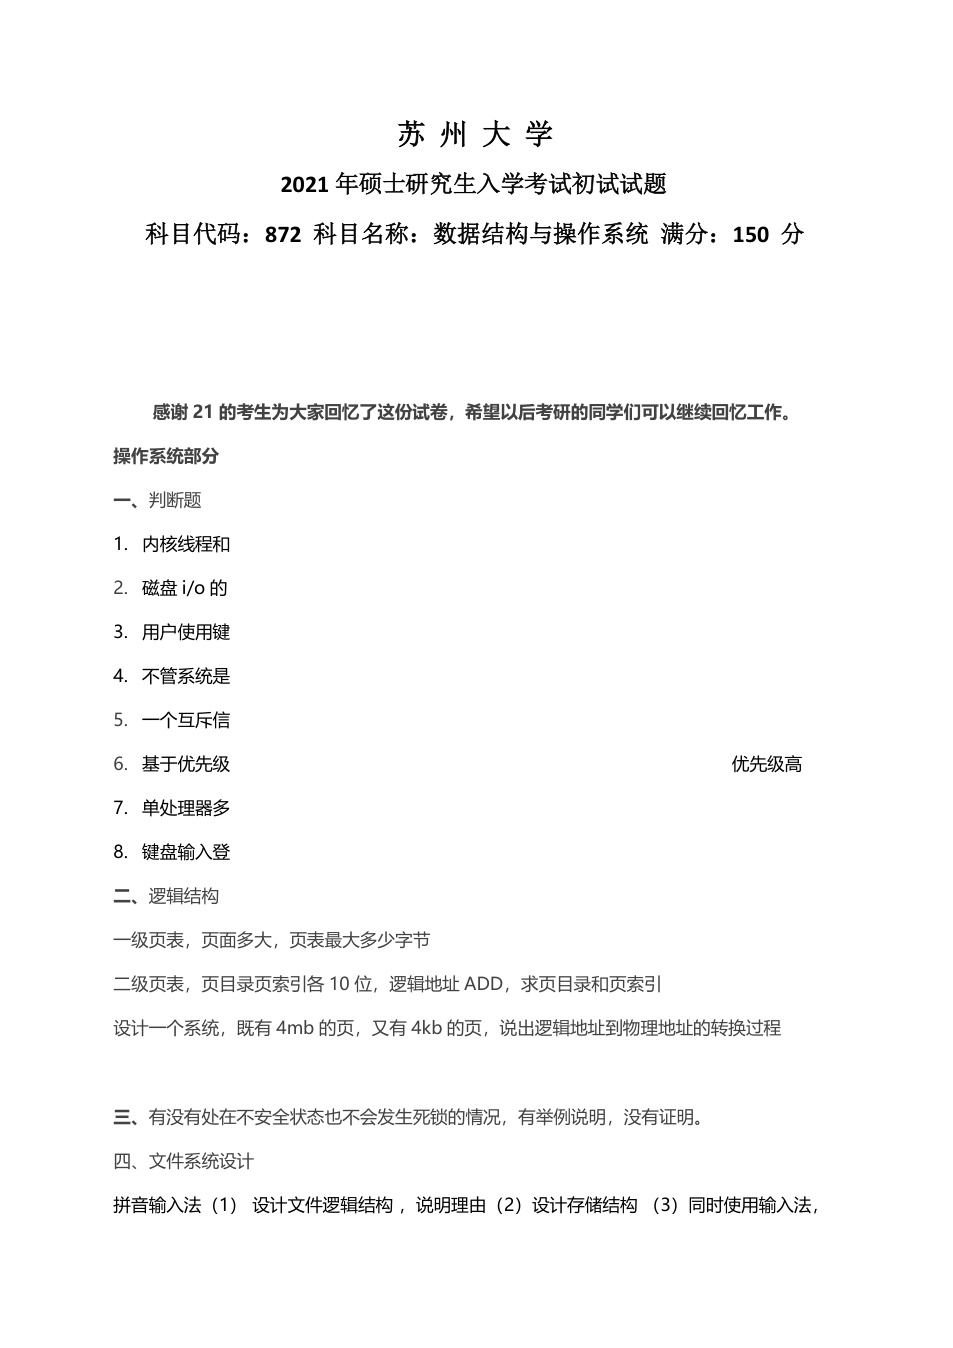 苏 州 大 学
2021 年硕士研究生入学考试初试试题
科目代码：872 科目名称：数据结构与操作系统 满分：150 分
感谢 21 的考生为大家回忆了这份试卷，希望以后考研的同学们可以继续回忆工作。
操作系统部分
一、判断题
1. 内核线程和
2. 磁盘 i/o 的
3. 用户使用键
4. 不管系统是
5. 一个互斥信
6. 基于优先级 优先级高
7. 单处理器多
8. 键盘输入登
二、逻辑结构
一级页表，页面多大，页表最大多少字节
二级页表，页目录页索引各 10 位，逻辑地址 ADD，求页目录和页索引
设计一个系统，既有 4mb 的页，又有 4kb 的页，说出逻辑地址到物理地址的转换过程
三、有没有处在不安全状态也不会发生死锁的情况，有举例说明，没有证明。
四、文件系统设计
拼音输入法（1） 设计文件逻辑结构 ，说明理由（2）设计存储结构 （3）同时使用输入法，